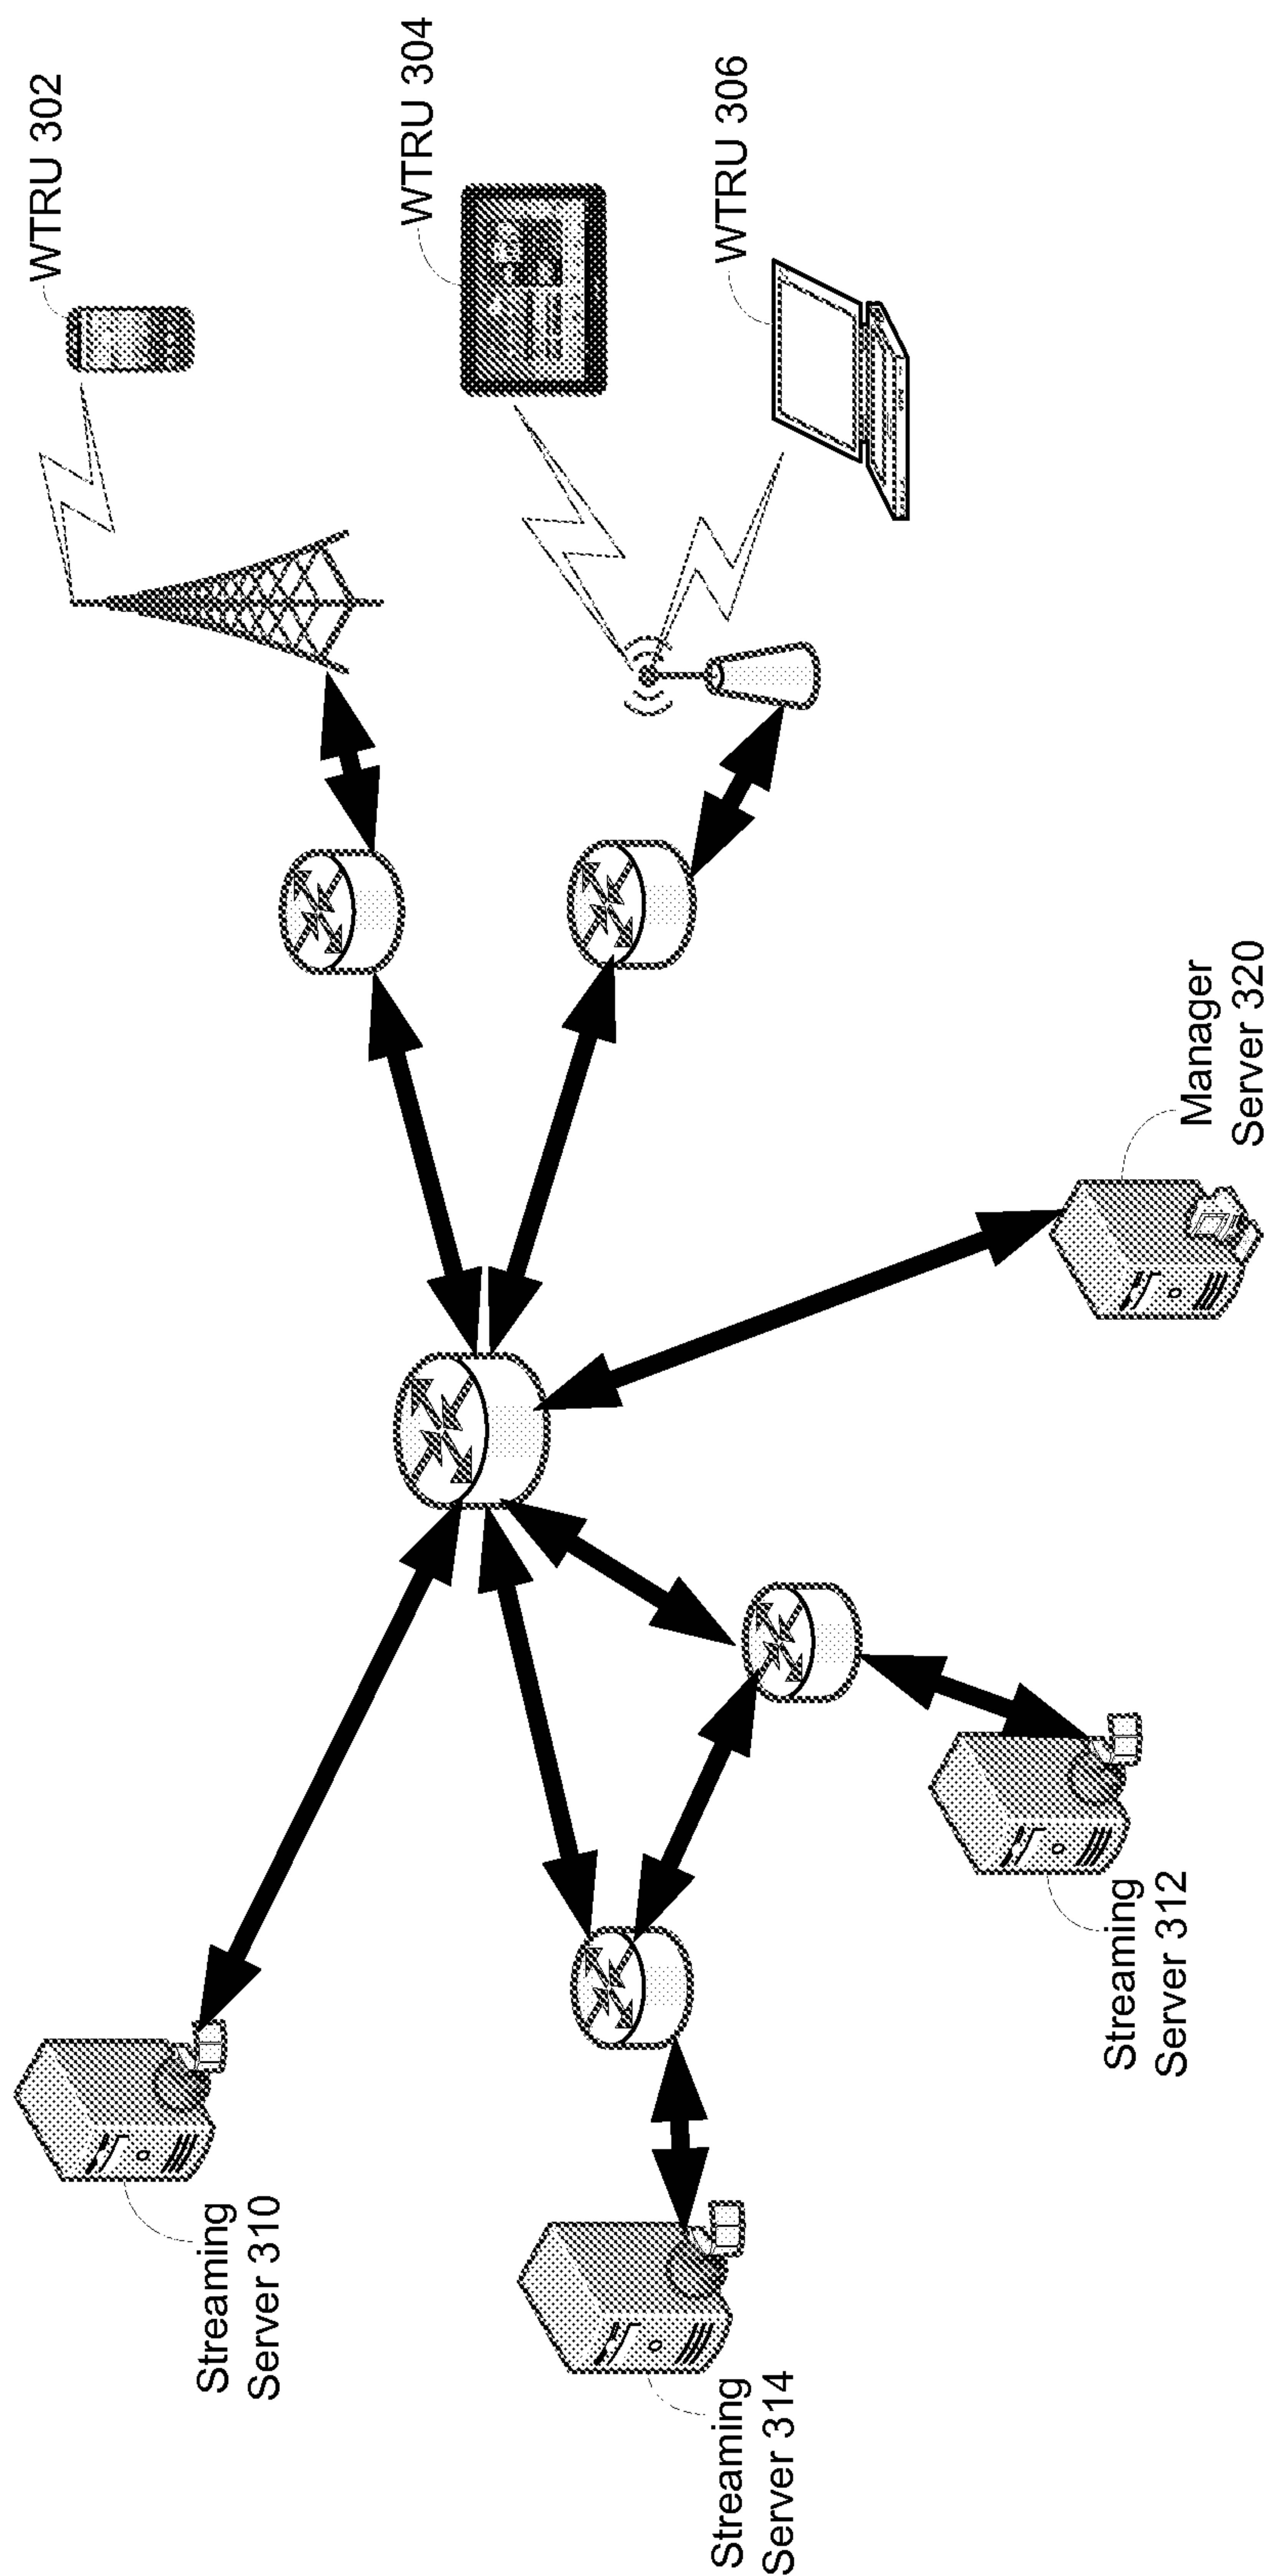 WTRU 302
WTRU 304
WTRU 306
Manager
Server 320
Streaming
Server 310
Streaming
Server 312
Streaming
Server 314